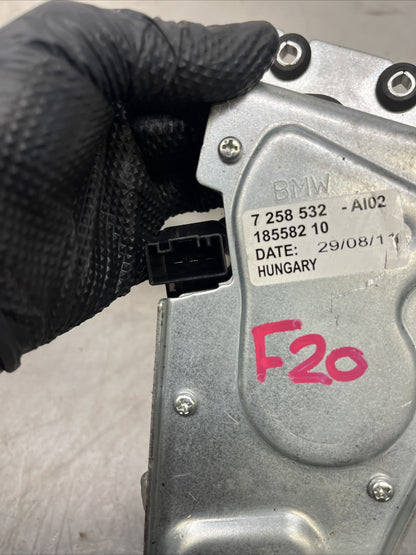 BMW
7 258 532 - AI02
185582 10
DATE: 29/08/11
HUNGARY
F20